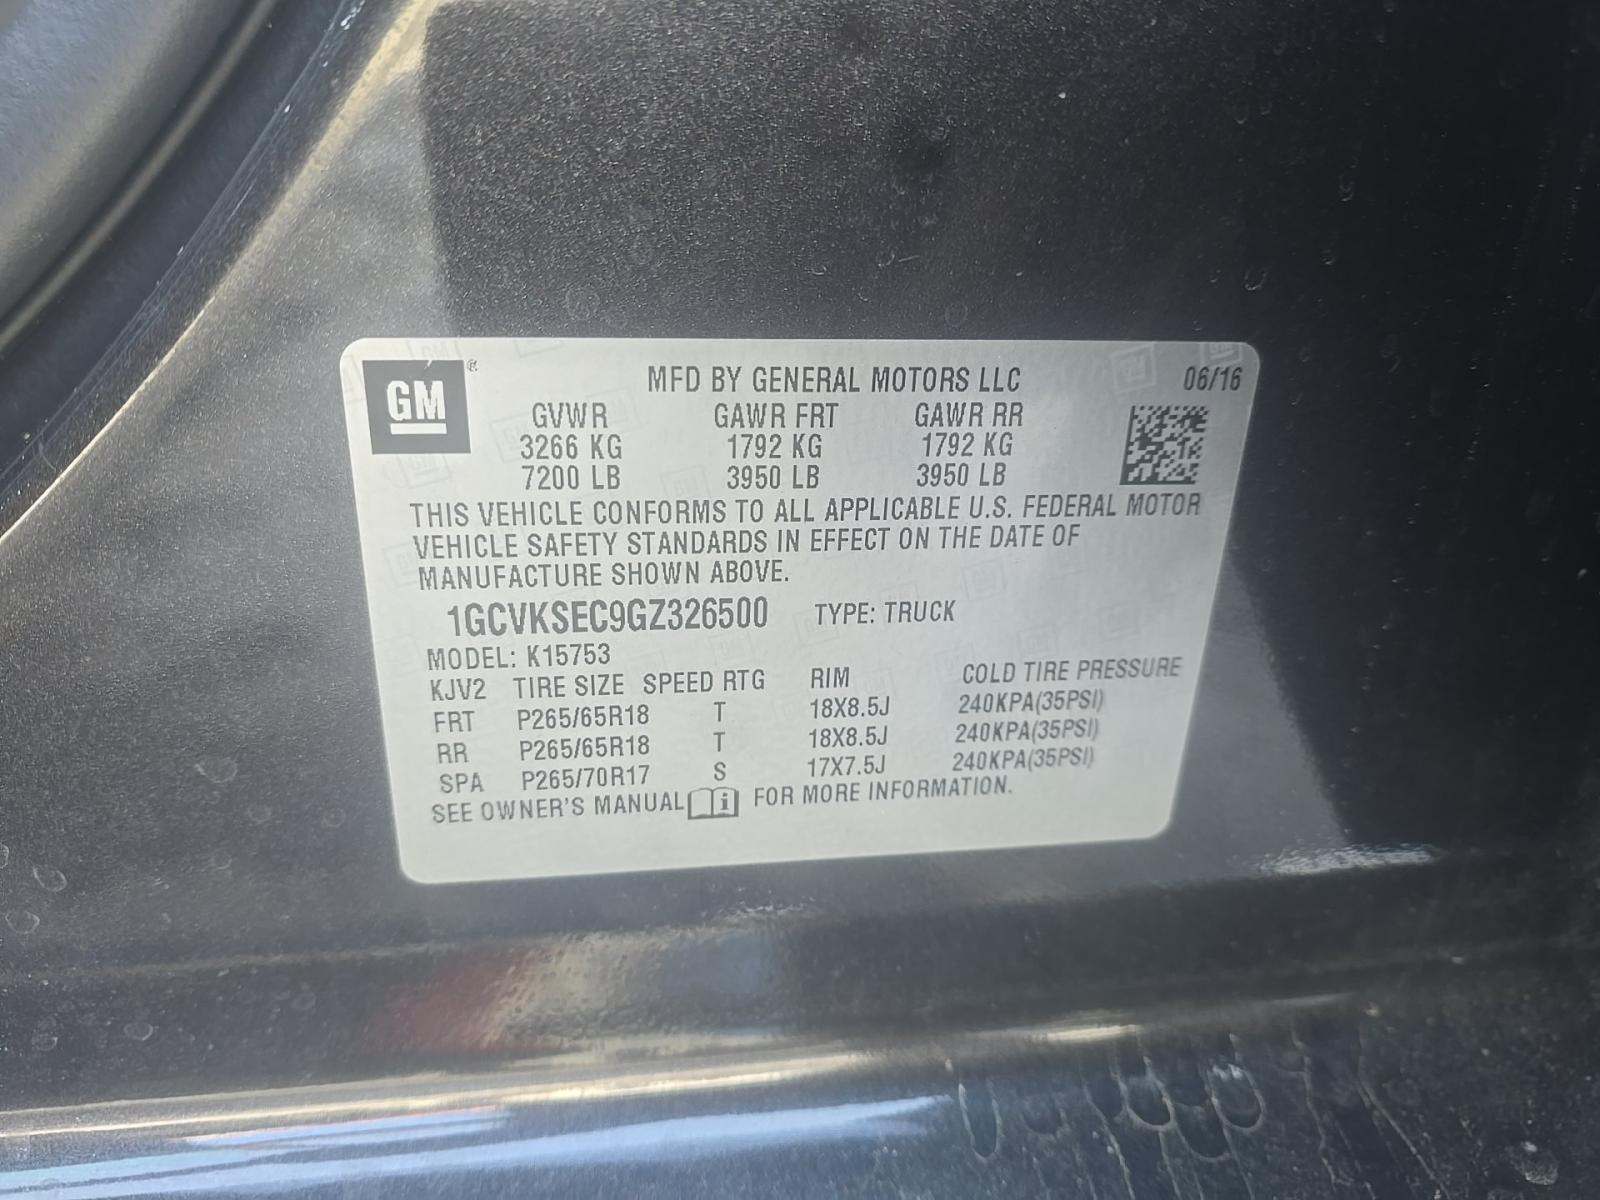 GM ®
MFD BY GENERAL MOTORS LLC 06/16
GVWR GAWR FRT GAWR RR
3266 KG 1792 KG 1792 KG
7200 LB 3950 LB 3950 LB
THIS VEHICLE CONFORMS TO ALL APPLICABLE U.S. FEDERAL MOTOR
VEHICLE SAFETY STANDARDS IN EFFECT ON THE DATE OF
MANUFACTURE SHOWN ABOVE.
1GCVKSEC9GZ326500 TYPE: TRUCK
MODEL: K15753
KJV2 TIRE SIZE SPEED RTG RIM COLD TIRE PRESSURE
FRT P265/65R18 T 18X8.5J 240KPA(35PSI)
RR P265/65R18 T 18X8.5J 240KPA(35PSI)
SPA P265/70R17 S 17X7.5J 240KPA(35PSI)
SEE OWNER'S MANUAL i FOR MORE INFORMATION.